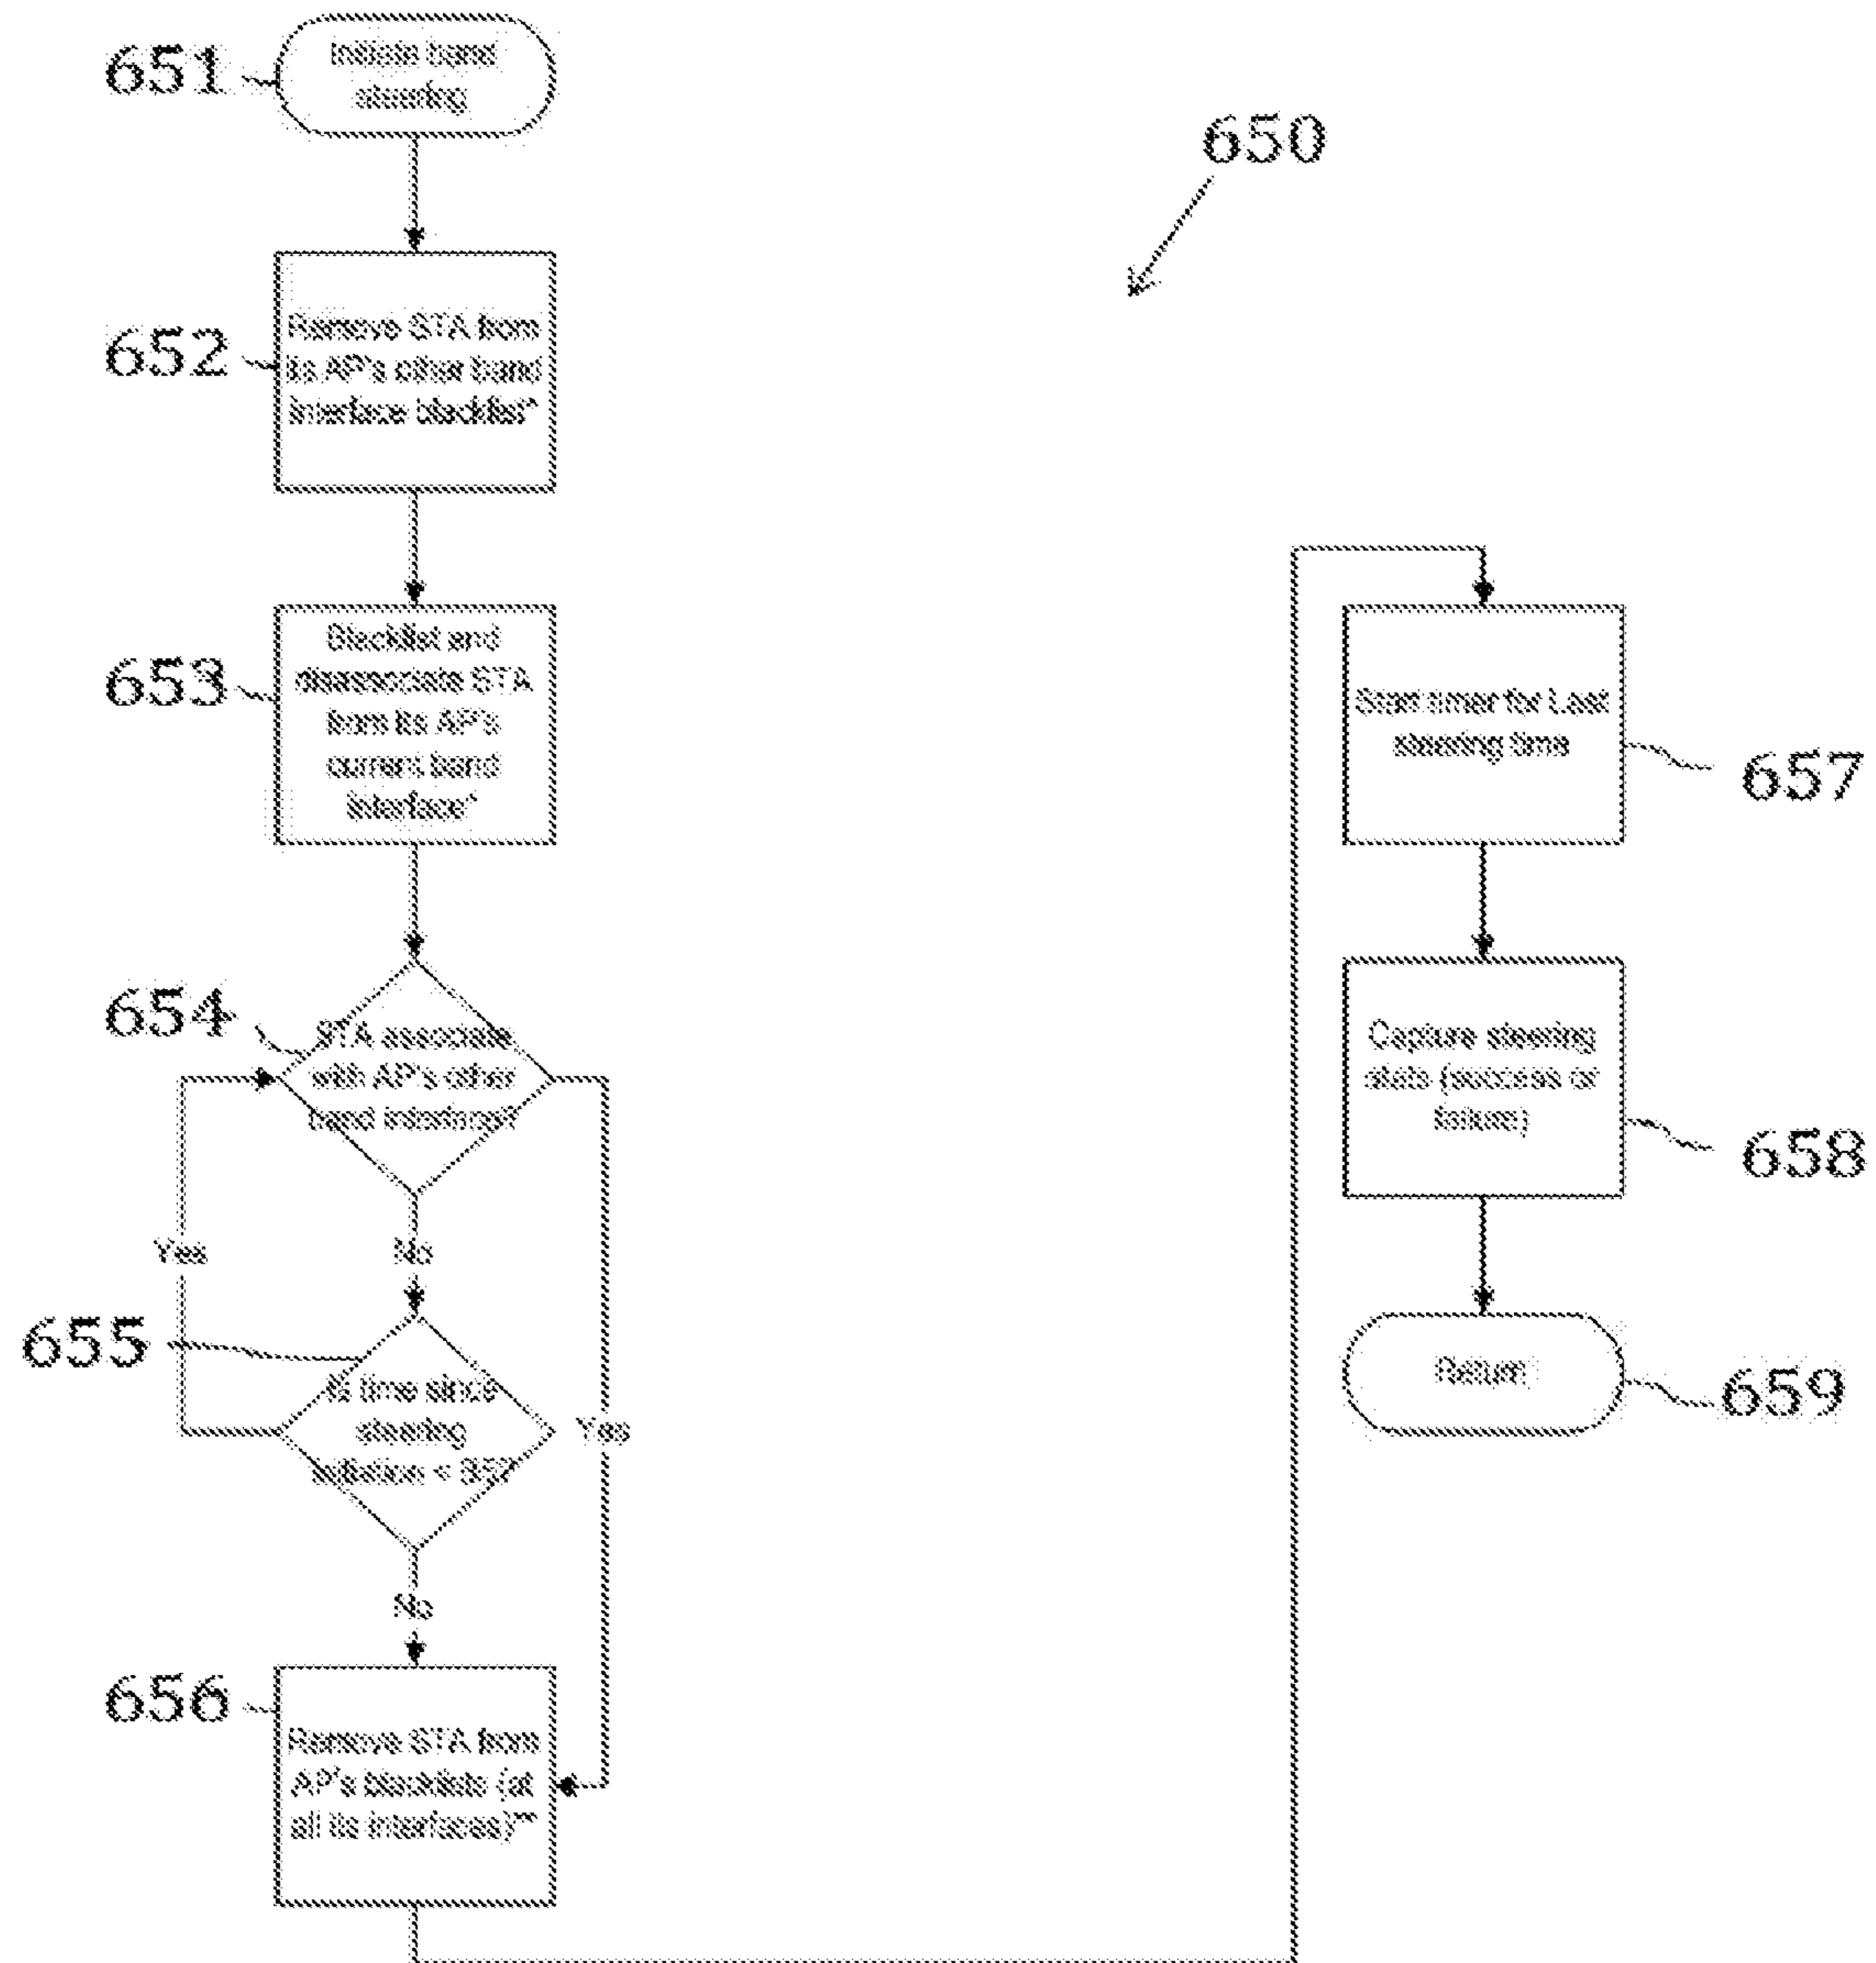 651
Initiate band
steering
650
652
Remove STA from
its AP's other band
interface blacklist*
653
Blacklist and
disassociate STA
from its AP's
current band
interface*
654
STA associate
with AP's other
band interface?
Yes
No
655
Is time since
steering
initiation <
Yes
No
656
Remove STA from
AP's blacklists (at
all its interfaces)**
657
Start timer for Last
steering time
658
Capture steering
stats (success or
failure)
659
Return